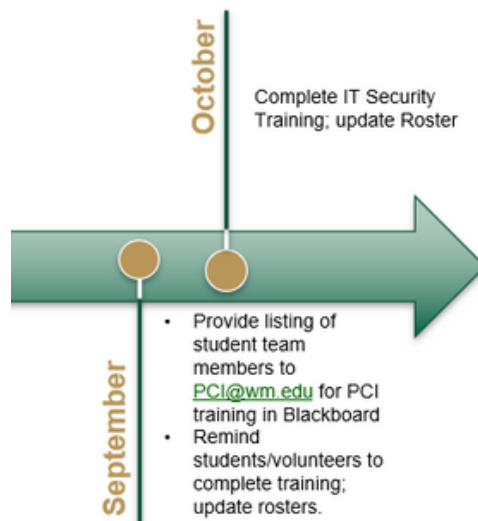 October
Complete IT Security
Training; update Roster
September
• Provide listing of
student team
members to
PCI@wm.edu for PCI
training in Blackboard
• Remind
students/volunteers to
complete training;
update rosters.